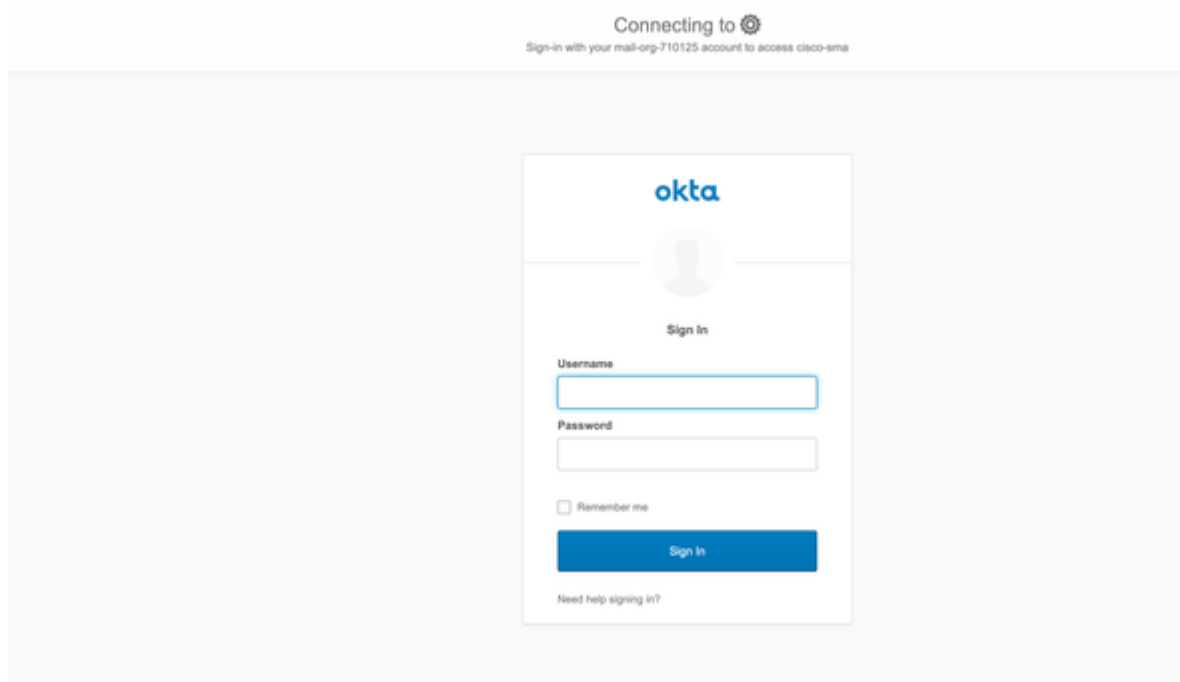 Connecting to
Sign-in with your mail-org-710125 account to access cisco-sma
okta
Sign In
Username
Password
Remember me
Sign In
Need help signing in?